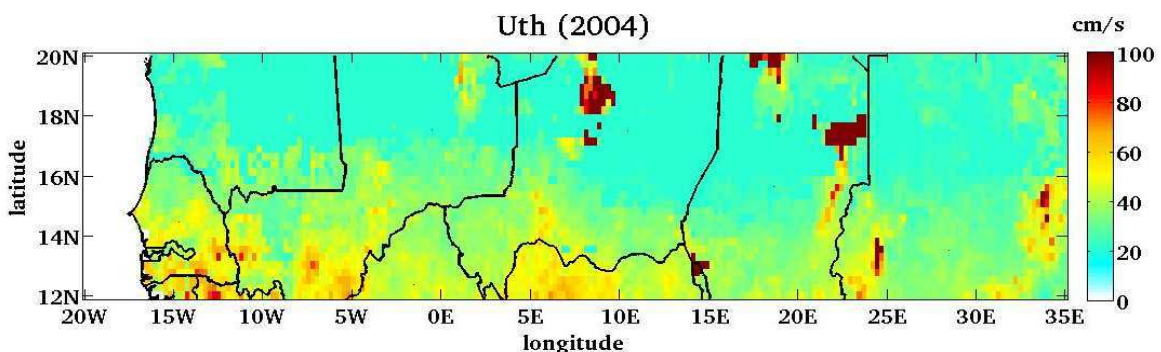 Uth (2004)
cm/s
20N
18N
16N
14N
12N
latitude
20W 15W 10W 5W 0E 5E 10E 15E 20E 25E 30E 35E
longitude
100
80
60
40
20
0